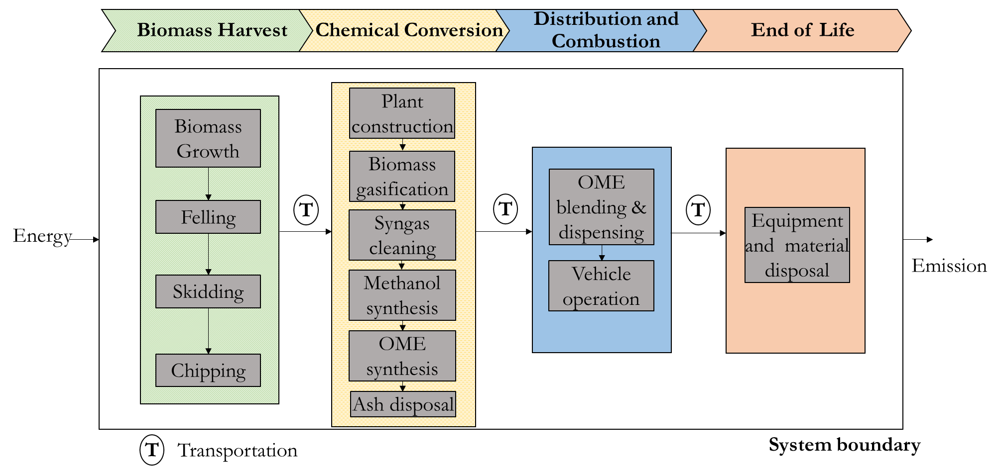 Biomass Harvest
Chemical Conversion
Distribution and
Combustion
End of Life
Energy
Biomass
Growth
Felling
Skidding
Chipping
T
Plant
construction
Biomass
gasification
Syngas
cleaning
Methanol
synthesis
OME
synthesis
Ash disposal
T
OME
blending &
dispensing
Vehicle
operation
T
Equipment
and material
disposal
Emission
T Transportation
System boundary